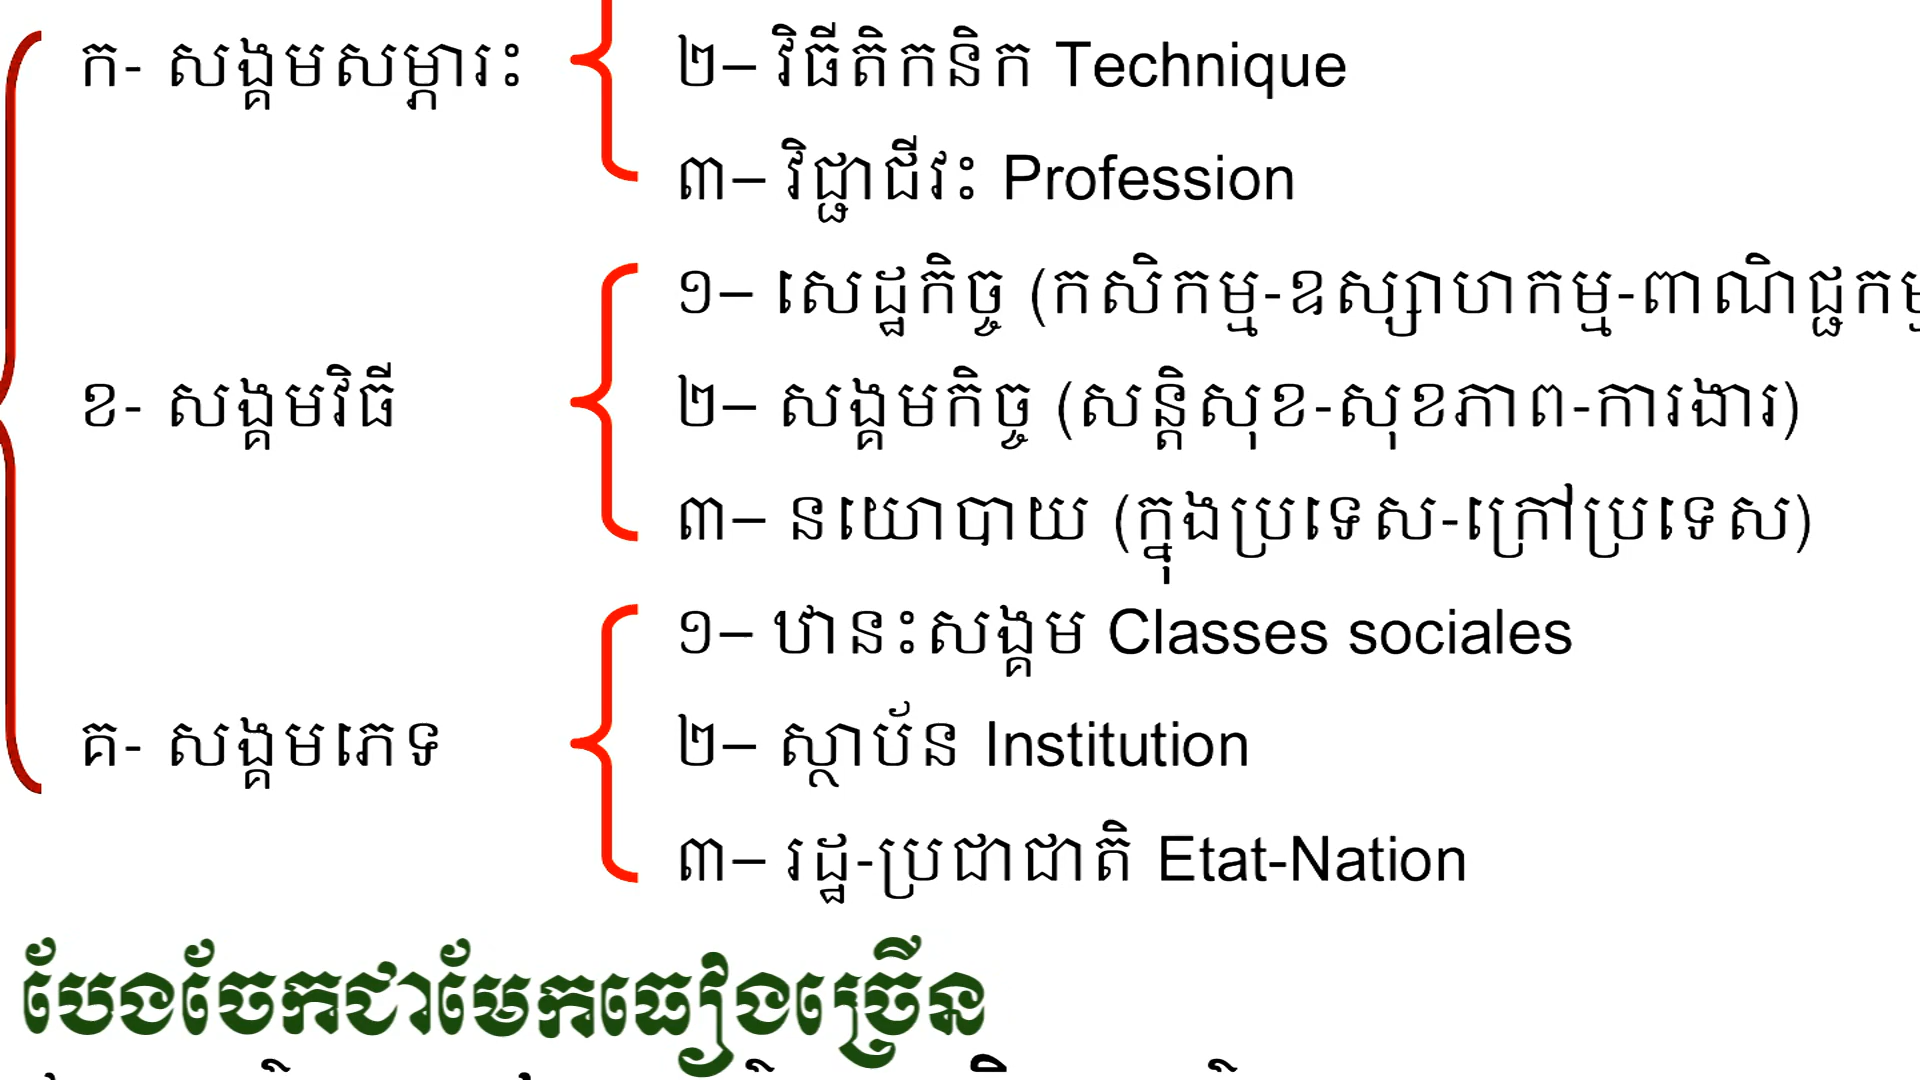 ក- សង្គមសម្ភារះ
២– វិធីតិកនិក Technique
៣– វិជ្ជាជីវះ Profession
ខ- សង្គមវិធី
១– សេដ្ឋកិច្ច (កសិកម្ម-ឧស្សាហកម្ម-ពាណិជ្ជកម្ម
២– សង្គមកិច្ច (សន្តិសុខ-សុខភាព-ការងារ)
៣– នយោបាយ (ក្នុងប្រទេស-ក្រៅប្រទេស)
គ- សង្គមភេទ
១– ឋានះសង្គម Classes sociales
២– ស្ថាប័ន Institution
៣– រដ្ឋ-ប្រជាជាតិ Etat-Nation
បែងចែកជាមែកធៀងច្រើន